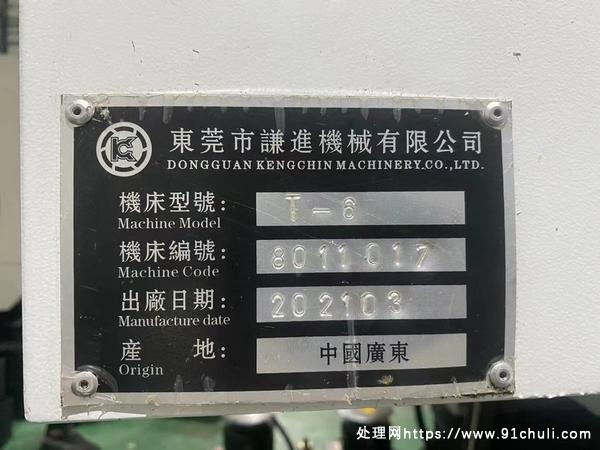 東莞市謙進機械有限公司
DONGGUAN KENGCHIN MACHINERY.CO.,LTD.
機床型號: T-6
Machine Model
機床編號: 8011017
Machine Code
出廠日期: 202103
Manufacture date
產 地: 中國廣東
Origin
处理网https://www.91chuli.com/